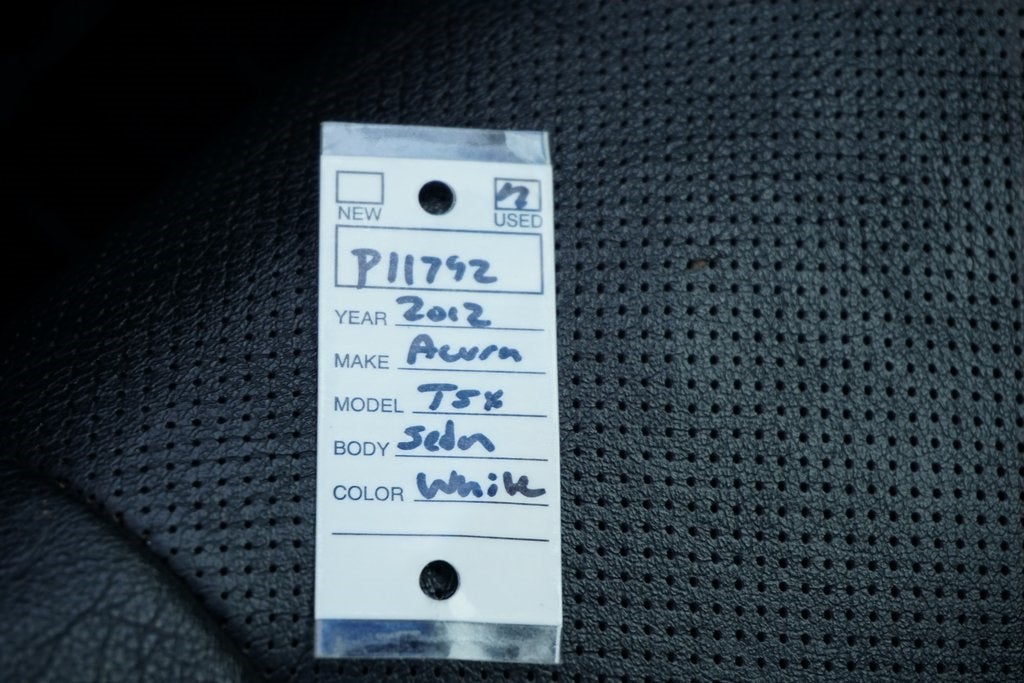 NEW USED
P11792
YEAR 2012
MAKE Acura
MODEL TSX
BODY Sedan
COLOR White